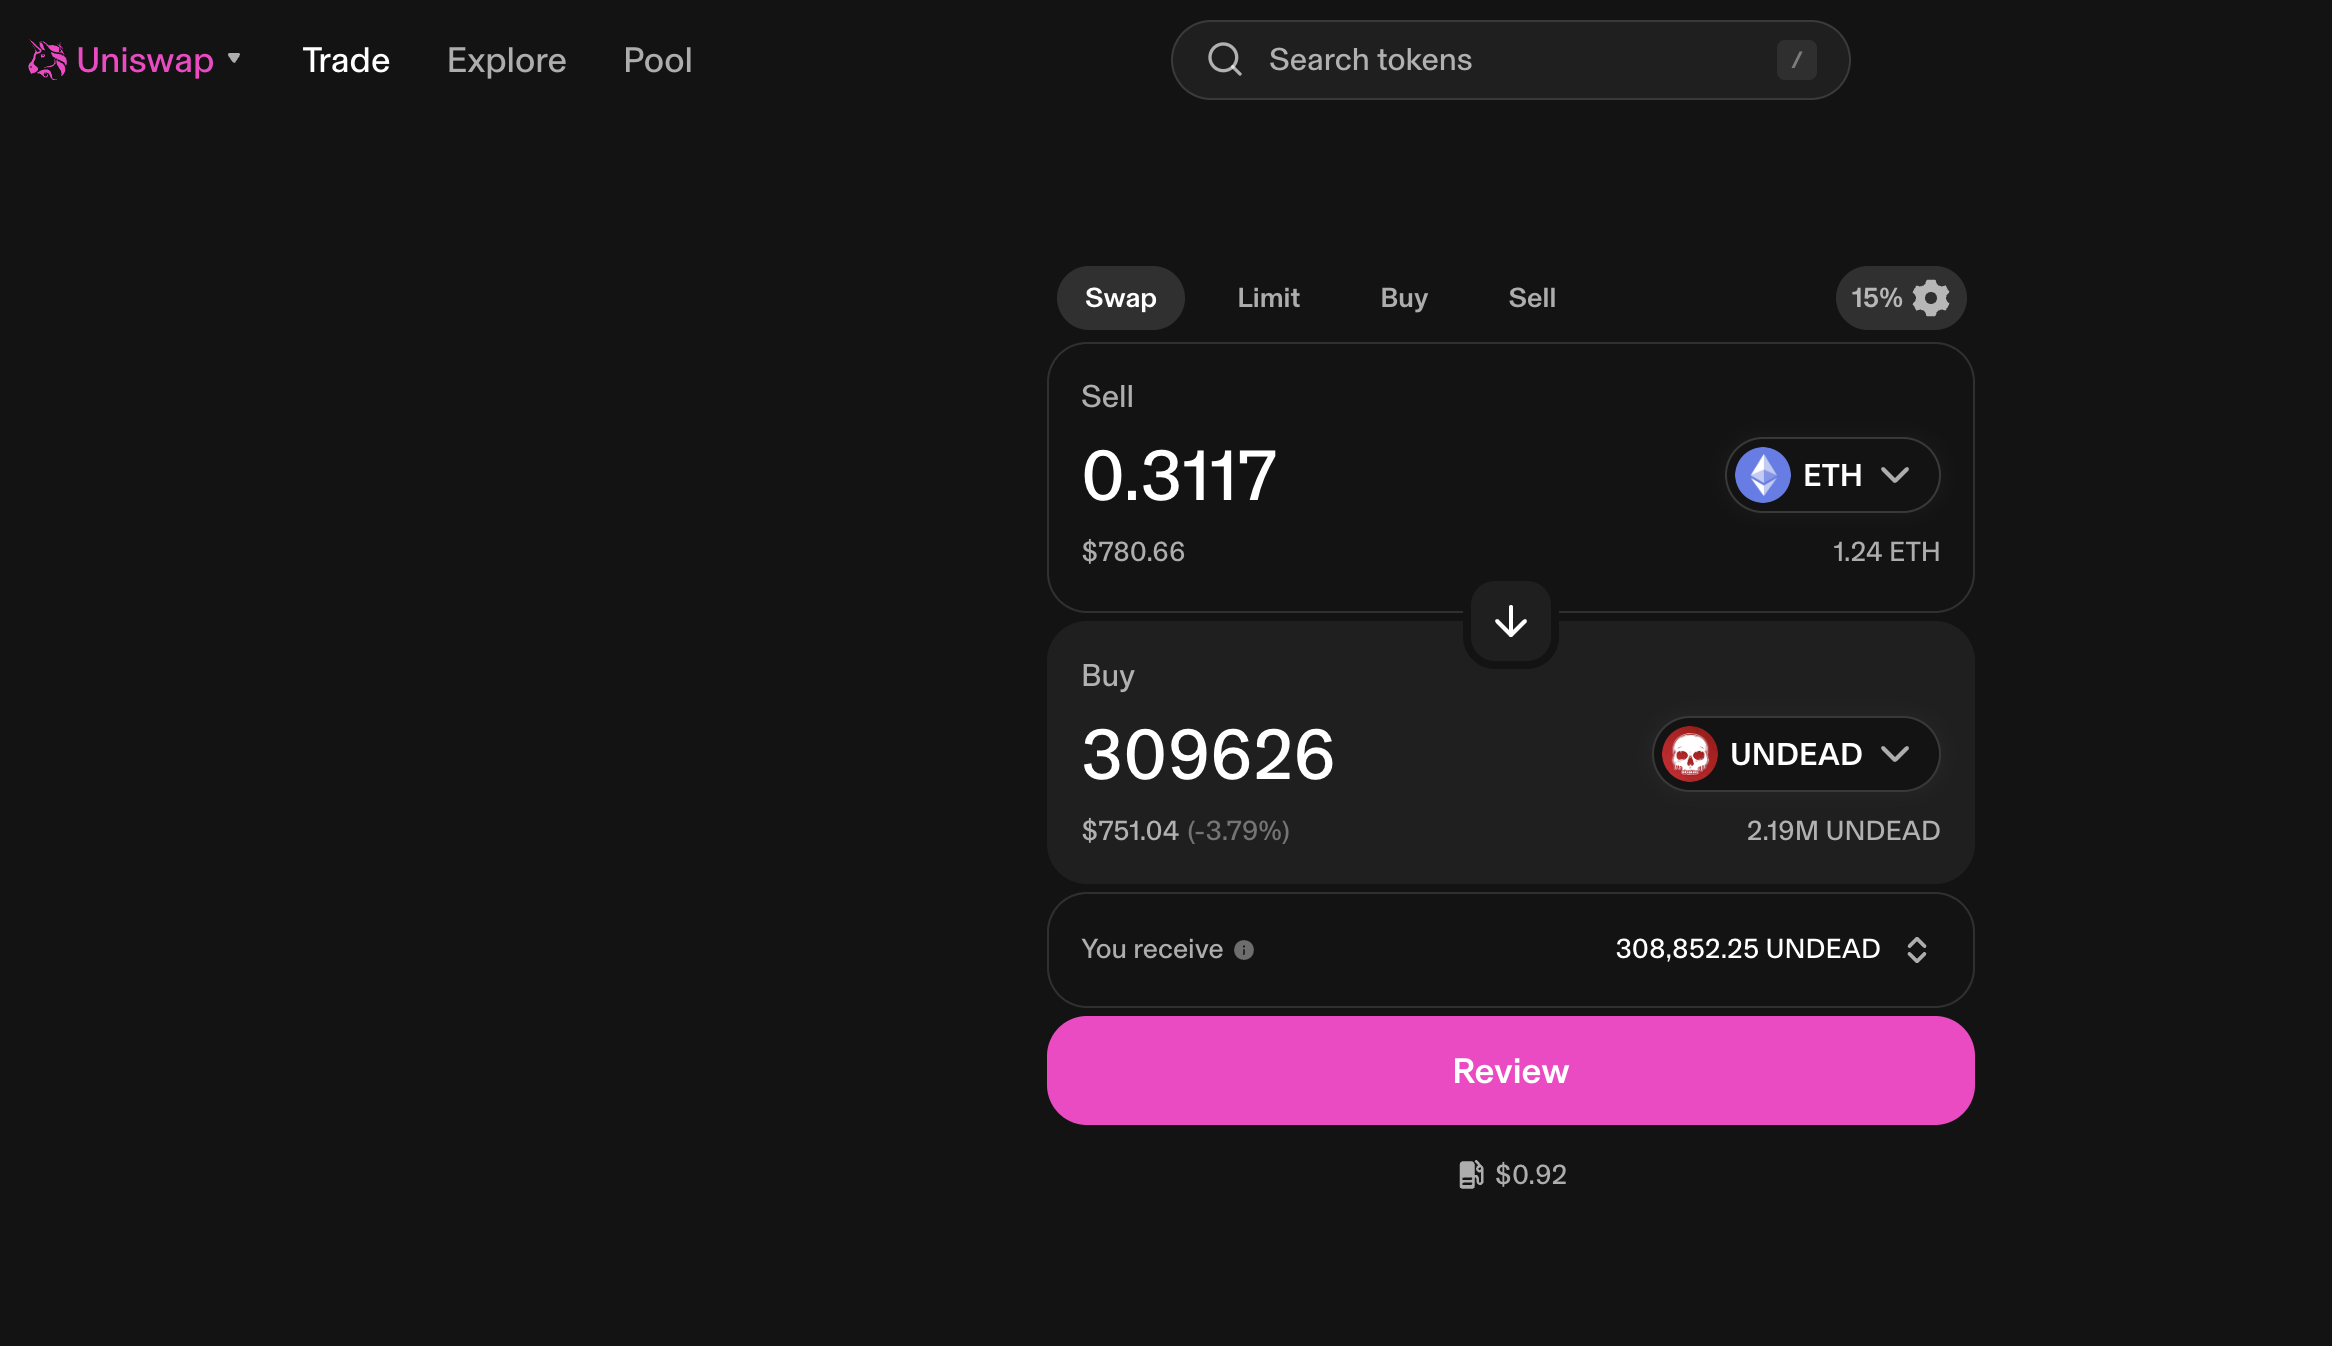 Uniswap Trade Explore Pool Search tokens /
Swap Limit Buy Sell 15%
Sell
0.3117 ETH
$780.66 1.24 ETH
Buy
309626 UNDEAD
$751.04 (-3.79%) 2.19M UNDEAD
You receive 308,852.25 UNDEAD
Review
$0.92